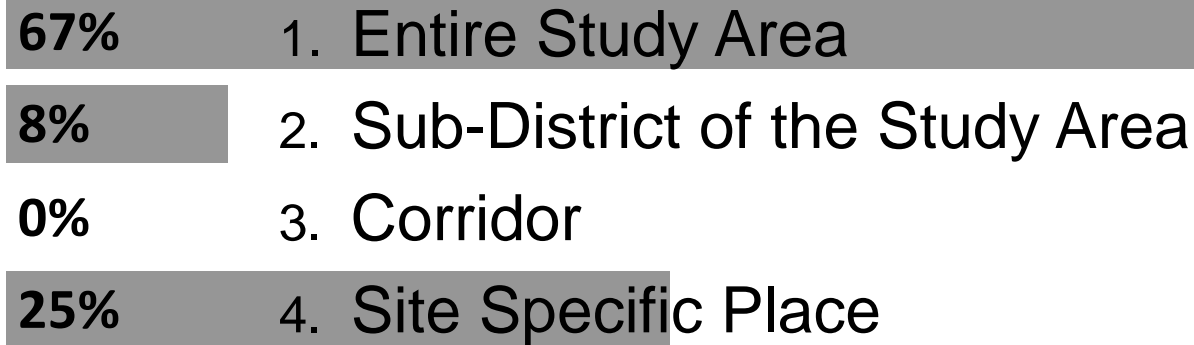 67% 1. Entire Study Area
8% 2. Sub-District of the Study Area
0% 3. Corridor
25% 4. Site Specific Place